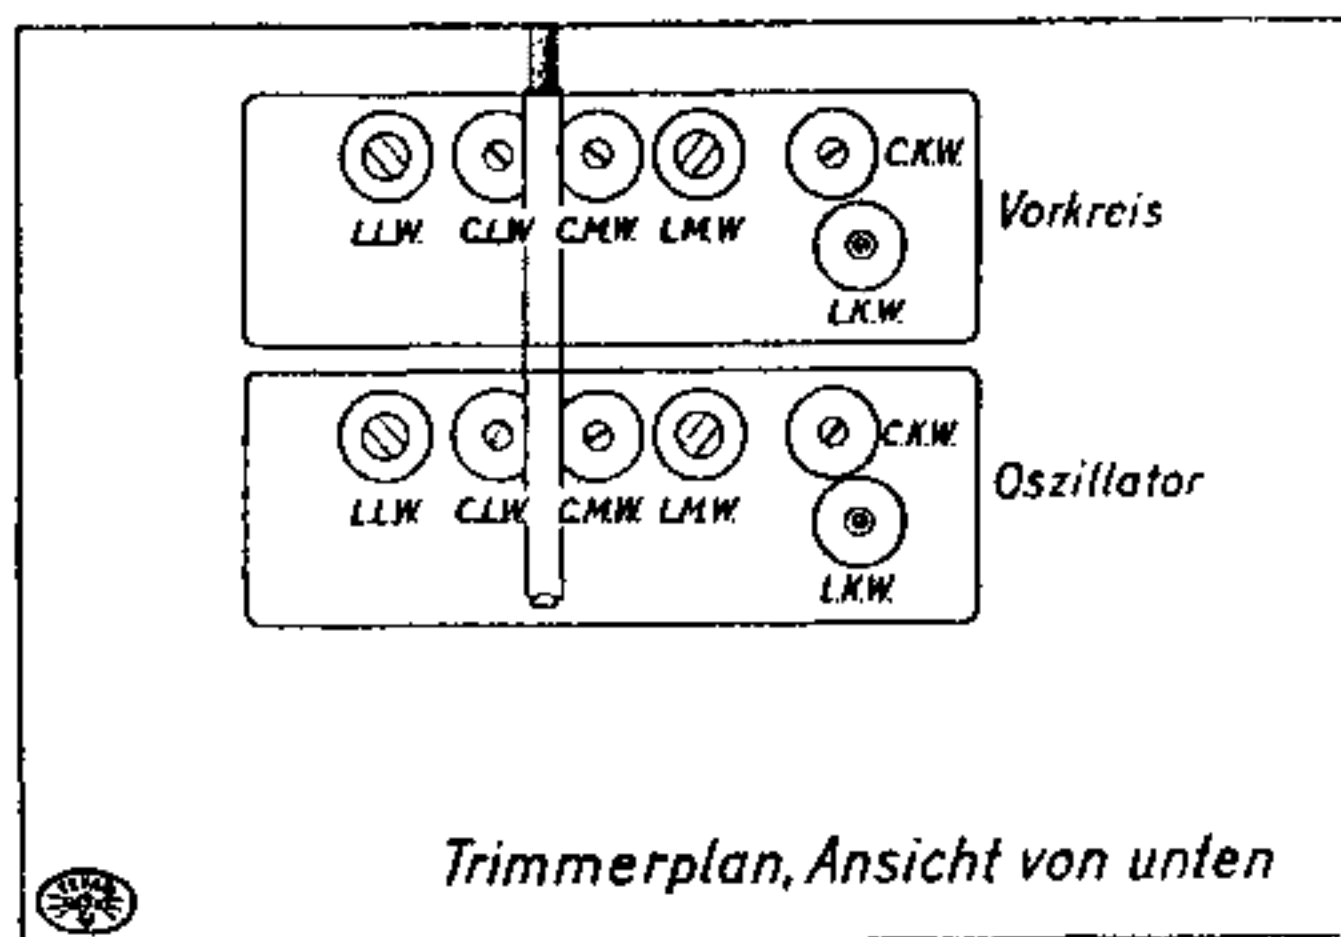 C.K.W.
L.L.W. C.L.W C.M.W. L.M.W
Vorkreis
L.K.W.
C.K.W.
L.L.W. C.L.W. C.M.W. L.M.W.
Oszillator
L.K.W.
Trimmerplan, Ansicht von unten